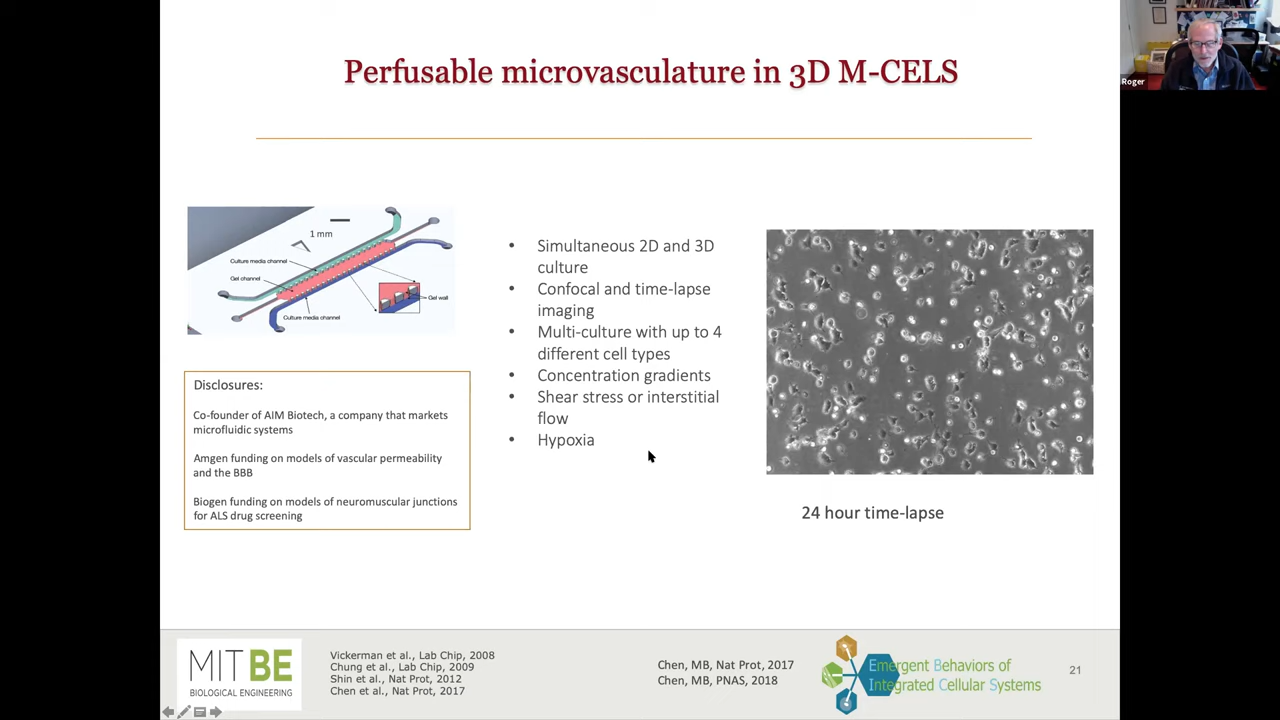 Perfusable microvasculature in 3D M-CELS
Roger
1 mm
Culture media channel
Gel channel
Gel wall
Culture media channel
Disclosures:
Co-founder of AIM Biotech, a company that markets
microfluidic systems
Amgen funding on models of vascular permeability
and the BBB
Biogen funding on models of neuromuscular junctions
for ALS drug screening
• Simultaneous 2D and 3D
culture
• Confocal and time-lapse
imaging
• Multi-culture with up to 4
different cell types
• Concentration gradients
• Shear stress or interstitial
flow
• Hypoxia
24 hour time-lapse
MIT BE
BIOLOGICAL ENGINEERING
Vickerman et al., Lab Chip, 2008
Chung et al., Lab Chip, 2009
Shin et al., Nat Prot, 2012
Chen et al., Nat Prot, 2017
Chen, MB, Nat Prot, 2017
Chen, MB, PNAS, 2018
Emergent Behaviors of
Integrated Cellular Systems
21